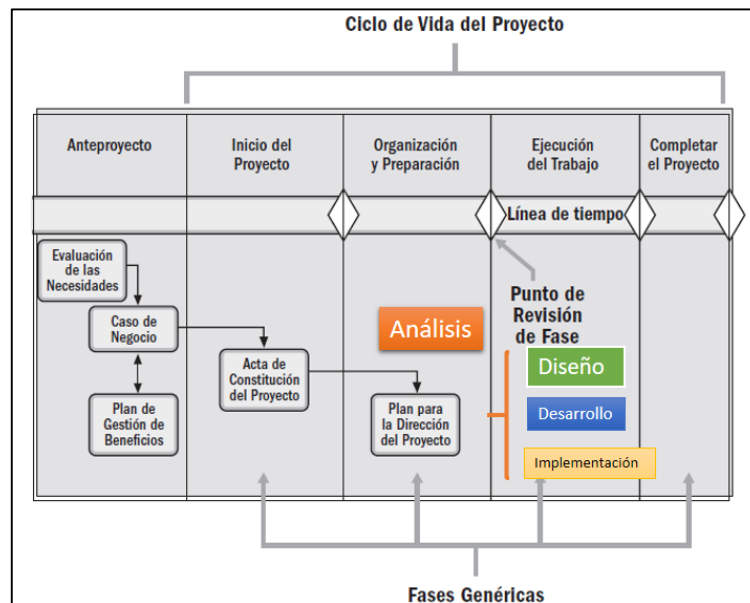 Ciclo de Vida del Proyecto
Anteproyecto
Inicio del
Proyecto
Organización
y Preparación
Ejecución
del Trabajo
Completar
el Proyecto
Línea de tiempo
Evaluación
de las
Necesidades
Caso de
Negocio
Plan de
Gestión de
Beneficios
Acta de
Constitución
del Proyecto
Análisis
Plan para
la Dirección
del Proyecto
Punto de
Revisión
de Fase
Diseño
Desarrollo
Implementación
Fases Genéricas